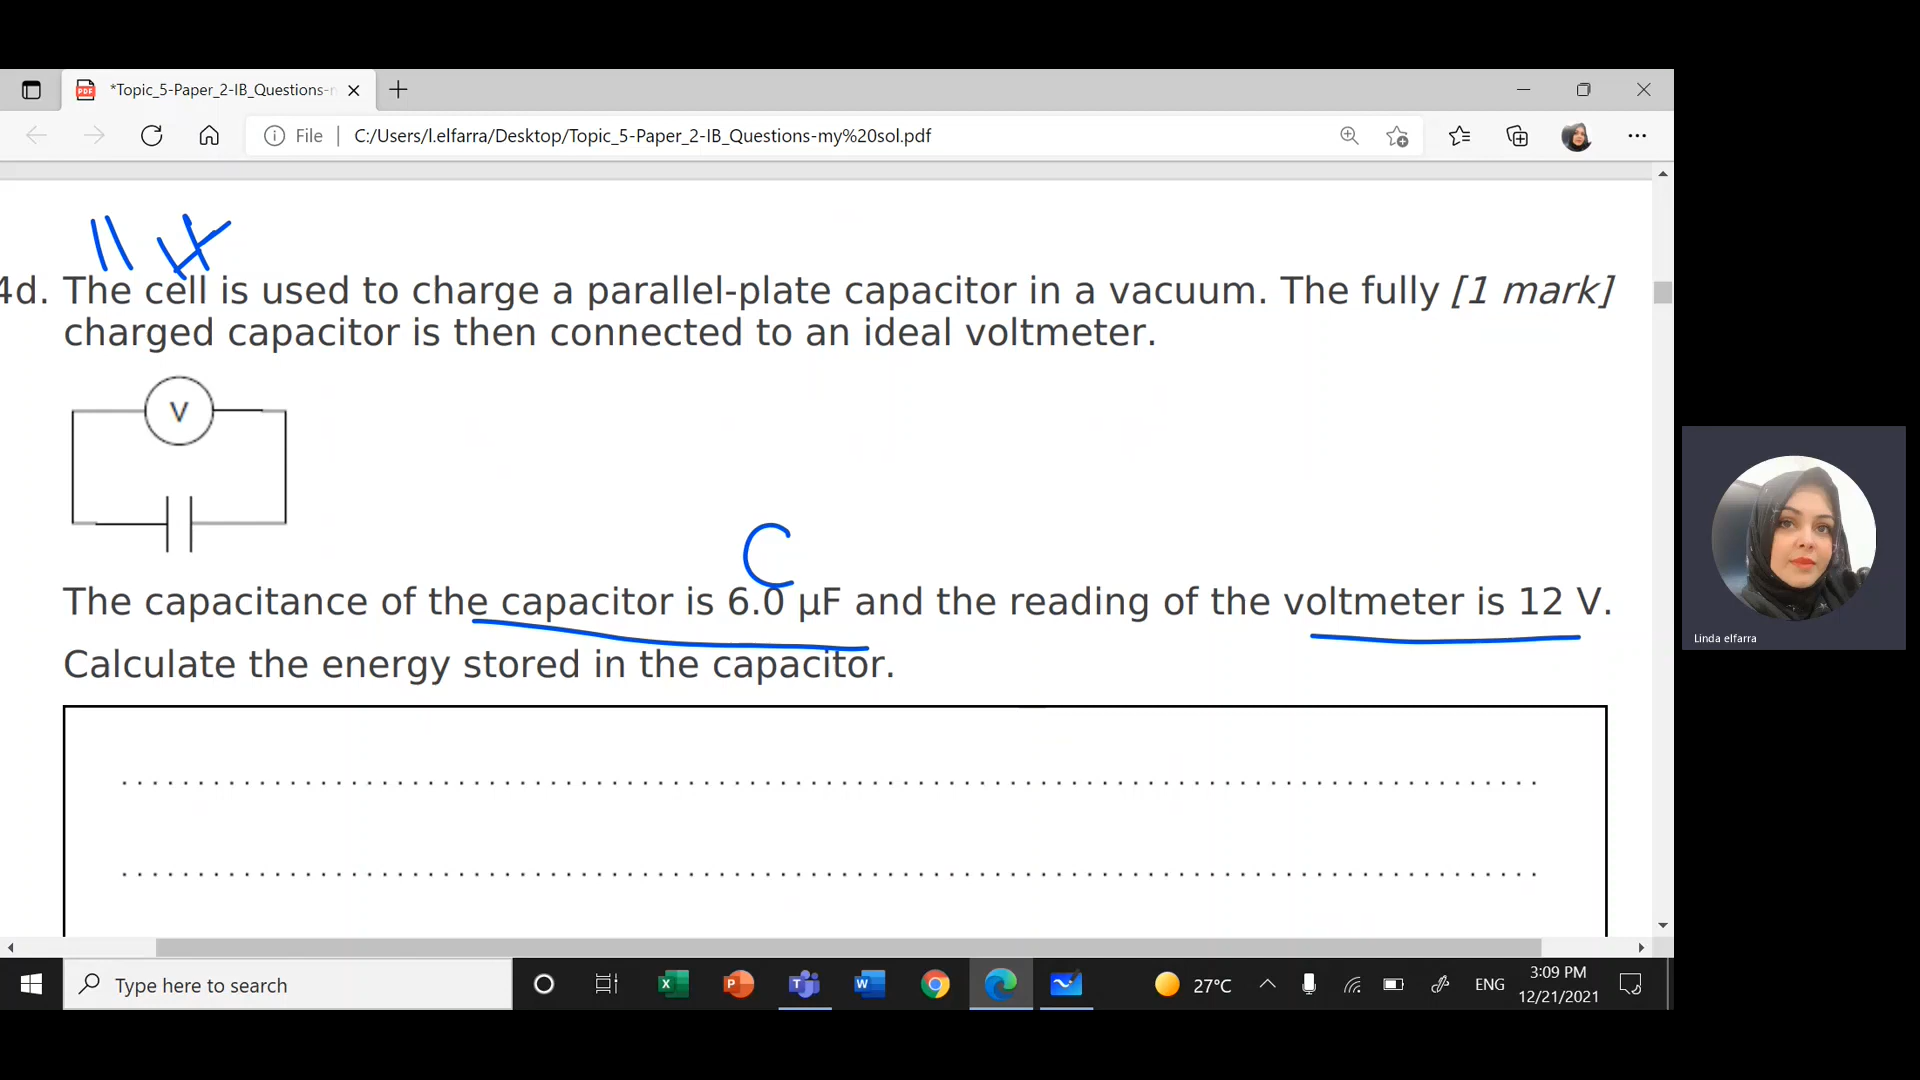 *Topic_5-Paper_2-IB_Questions-
File
C:/Users/l.elfarra/Desktop/Topic_5-Paper_2-IB_Questions-my%20sol.pdf
4d. The cell is used to charge a parallel-plate capacitor in a vacuum. The fully [1 mark]
charged capacitor is then connected to an ideal voltmeter.
V
C
The capacitance of the capacitor is 6.0 μF and the reading of the voltmeter is 12 V.
Calculate the energy stored in the capacitor.
Linda elfarra
Type here to search
27°C
ENG
3:09 PM
12/21/2021